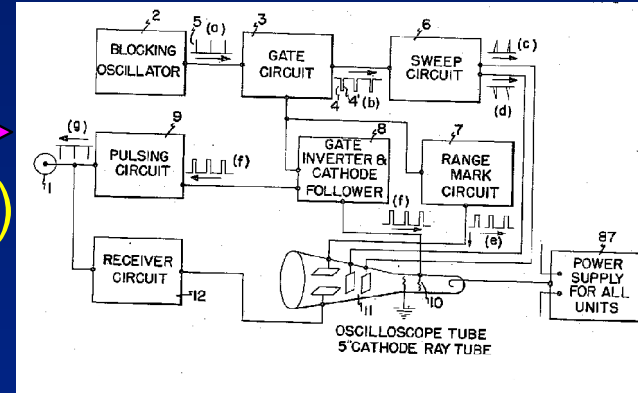 2
BLOCKING
OSCILLATOR
5
(a)
3
GATE
CIRCUIT
4
4'
(b)
6
SWEEP
CIRCUIT
(c)
(d)
(g)
1
9
PULSING
CIRCUIT
(f)
8
GATE
INVERTER &
CATHODE
FOLLOWER
(f)
7
RANGE
MARK
CIRCUIT
(e)
RECEIVER
CIRCUIT
12
11
10
OSCILLOSCOPE TUBE
5"CATHODE RAY TUBE
87
POWER
SUPPLY
FOR ALL
UNITS